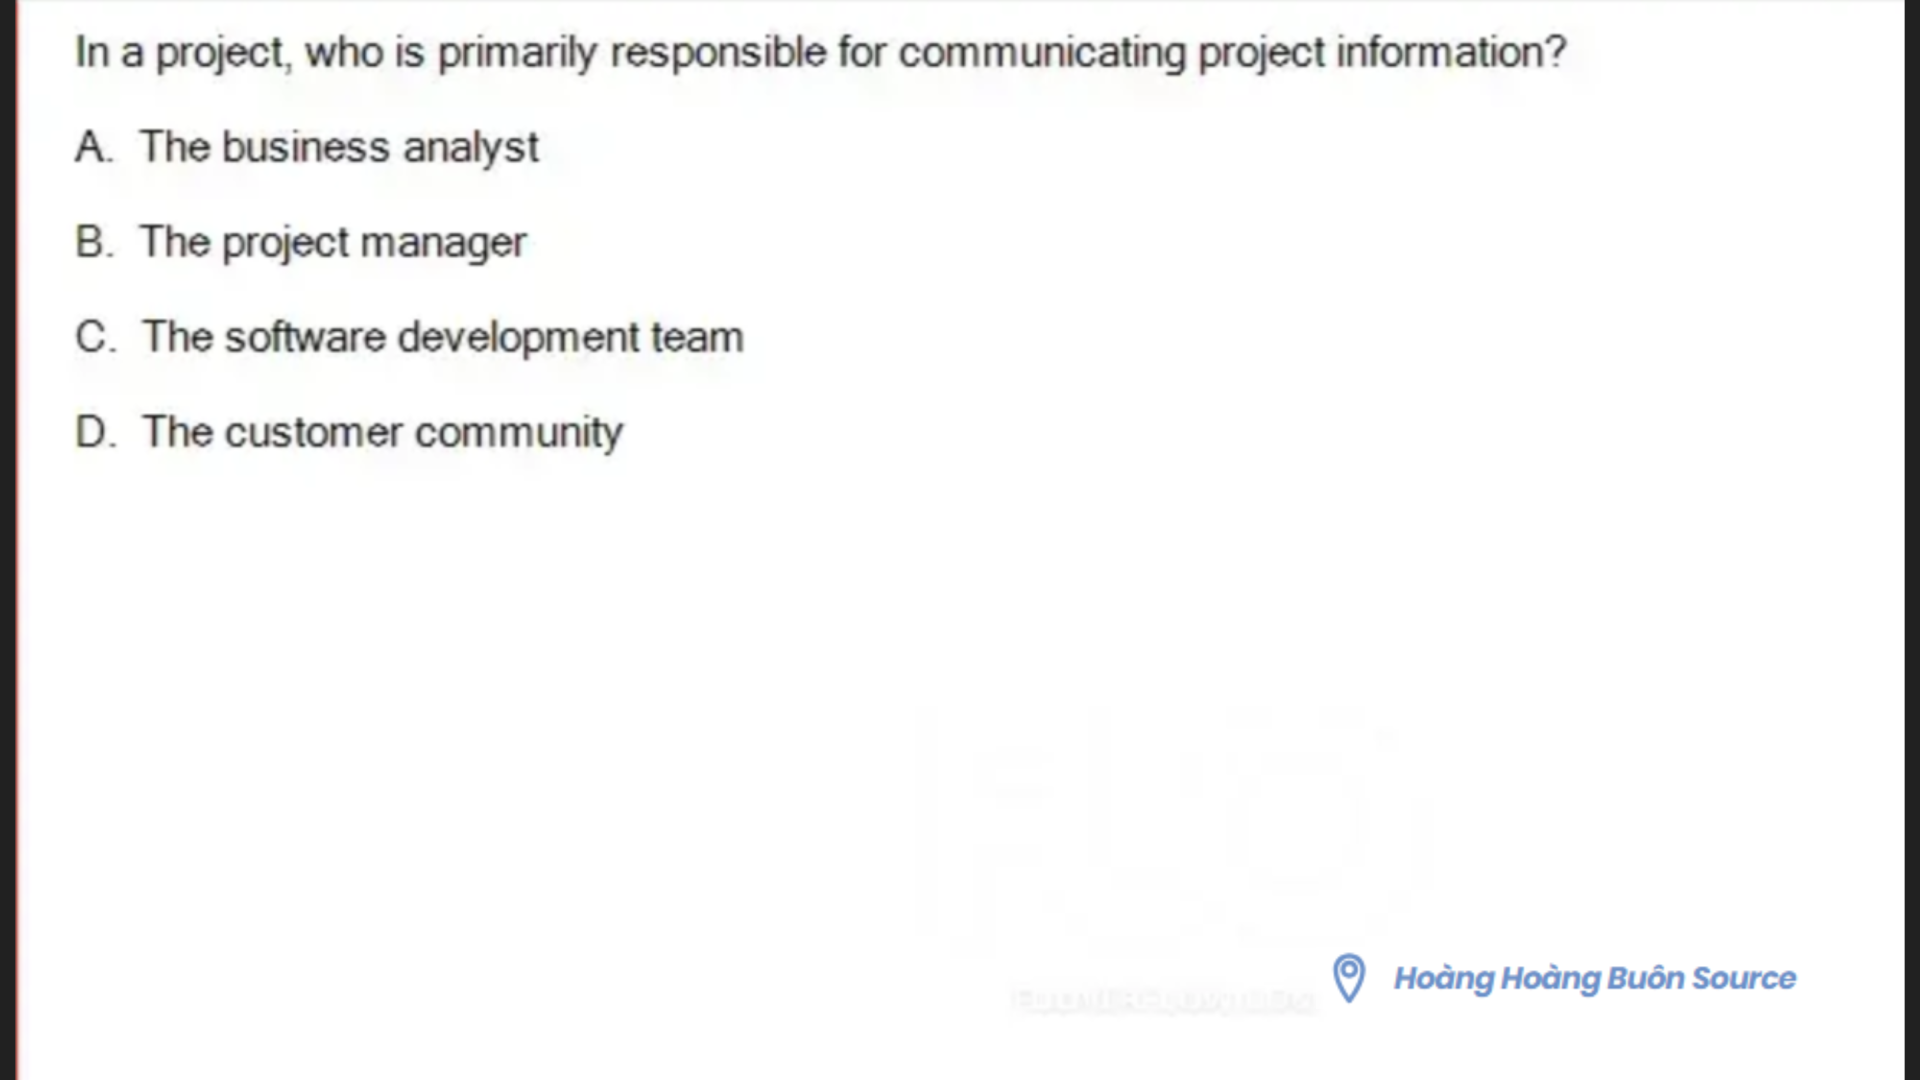 In a project, who is primarily responsible for communicating project information?
A. The business analyst
B. The project manager
C. The software development team
D. The customer community
Hoàng Hoàng Buôn Source